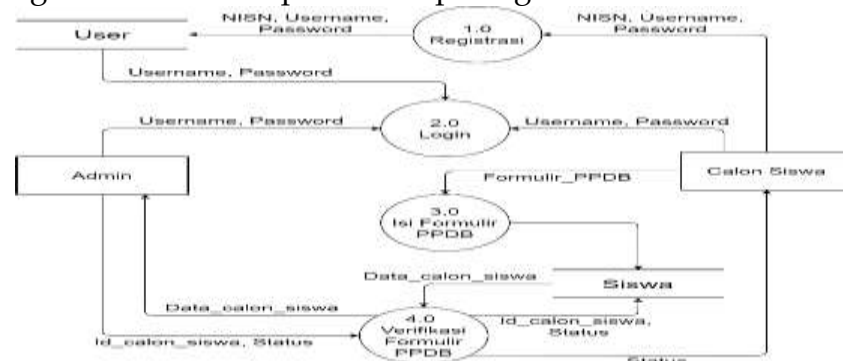 NISN, Username,
Password
User
1.0
Registrasi
NISN, Username,
Password
Username, Password
Username, Password
2.0
Login
Username, Password
Admin
Formulir_PPDB
Calon Siswa
3.0
Isi Formulir
PPDB
Data_calon_siswa
Siswa
Data_calon_siswa
4.0
Verifikasi
Formulir
PPDB
Id_calon_siswa,
Status
Id_calon_siswa, Status
Status